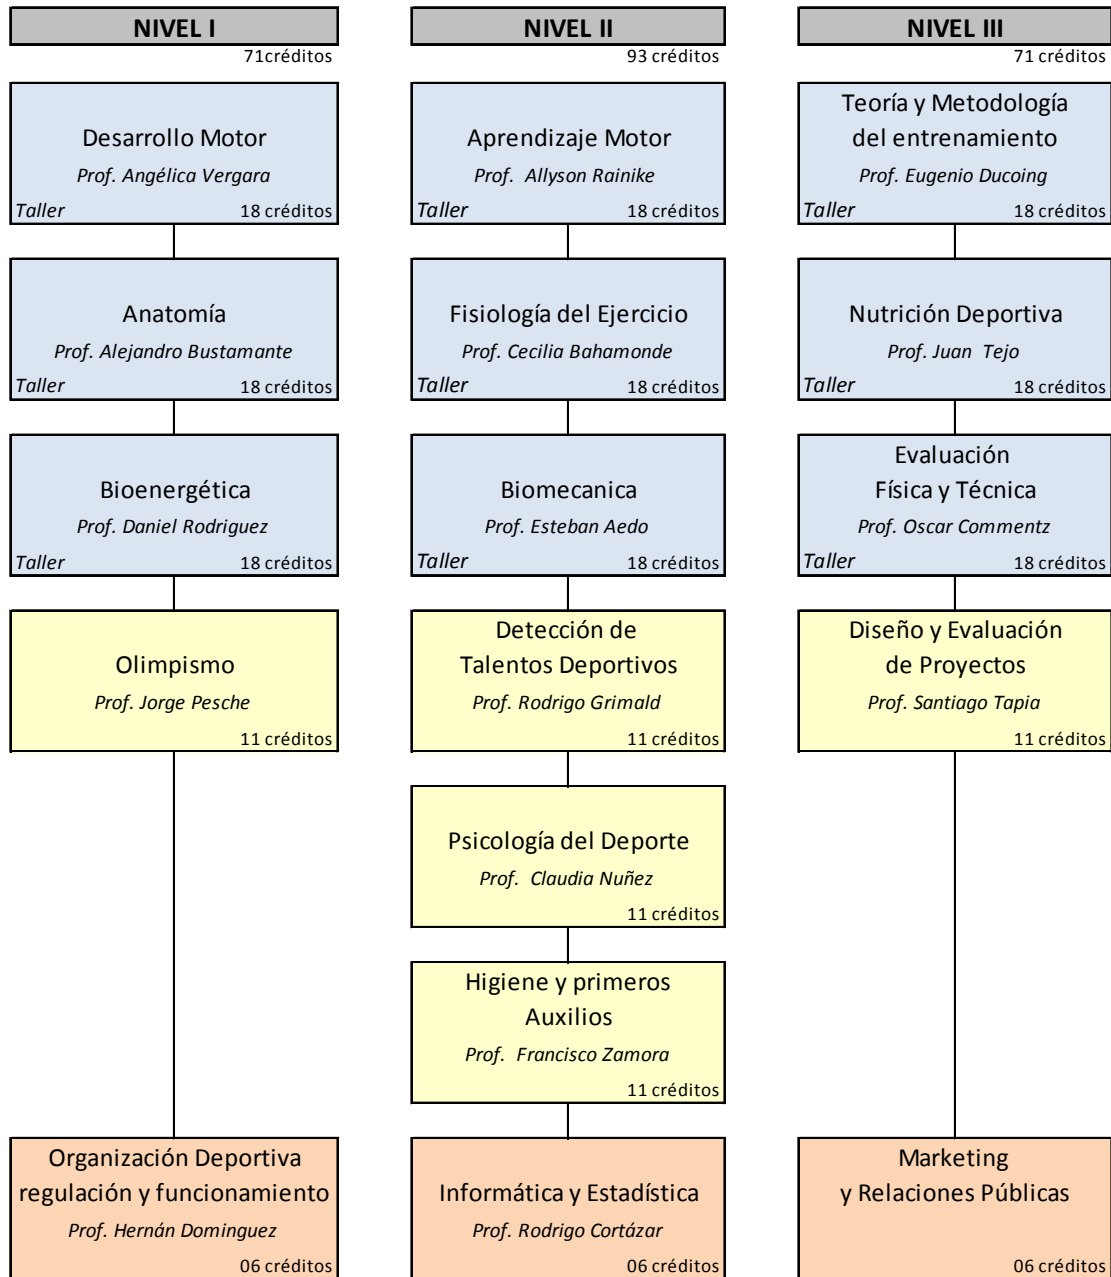 NIVEL I
71créditos
Desarrollo Motor
Prof. Angélica Vergara
Taller 18 créditos
Anatomía
Prof. Alejandro Bustamante
Taller 18 créditos
Bioenergética
Prof. Daniel Rodriguez
Taller 18 créditos
Olimpismo
Prof. Jorge Pesche
11 créditos
Organización Deportiva
regulación y funcionamiento
Prof. Hernán Dominguez
06 créditos
NIVEL II
93 créditos
Aprendizaje Motor
Prof. Allyson Rainike
Taller 18 créditos
Fisiología del Ejercicio
Prof. Cecilia Bahamonde
Taller 18 créditos
Biomecanica
Prof. Esteban Aedo
Taller 18 créditos
Detección de
Talentos Deportivos
Prof. Rodrigo Grimald
11 créditos
Psicología del Deporte
Prof. Claudia Nuñez
11 créditos
Higiene y primeros
Auxilios
Prof. Francisco Zamora
11 créditos
Informática y Estadística
Prof. Rodrigo Cortázar
06 créditos
NIVEL III
71 créditos
Teoría y Metodología
del entrenamiento
Prof. Eugenio Ducoing
Taller 18 créditos
Nutrición Deportiva
Prof. Juan Tejo
Taller 18 créditos
Evaluación
Física y Técnica
Prof. Oscar Commentz
Taller 18 créditos
Diseño y Evaluación
de Proyectos
Prof. Santiago Tapia
11 créditos
Marketing
y Relaciones Públicas
06 créditos